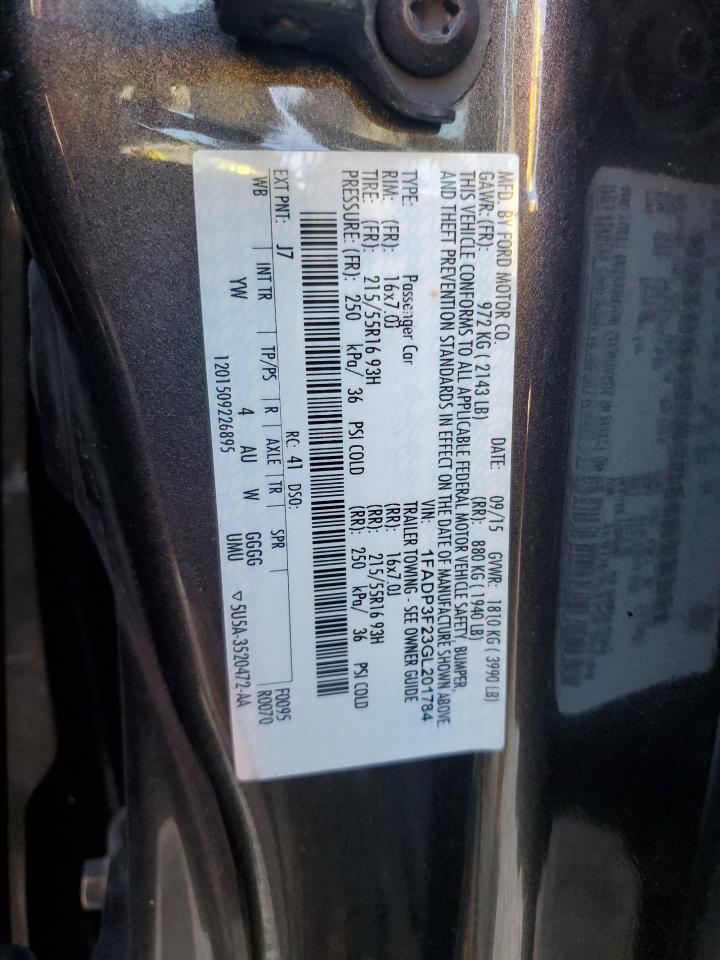 MFD. BY FORD MOTOR CO.
DATE: 09/15 GVWR: 1810 KG ( 3990 LB)
GAWR: (FR): 972 KG ( 2143 LB) (RR): 880 KG ( 1940 LB)
THIS VEHICLE CONFORMS TO ALL APPLICABLE FEDERAL MOTOR VEHICLE SAFETY, BUMPER,
AND THEFT PREVENTION STANDARDS IN EFFECT ON THE DATE OF MANUFACTURE SHOWN ABOVE.
VIN: 1FADP3F23GL201784
TYPE: Passenger Car TRAILER TOWING - SEE OWNER GUIDE
RIM: (FR): 16x7.0J (RR): 16x7.0J
TIRE: (FR): 215/55R16 93H (RR): 215/55R16 93H
PRESSURE: (FR): 250 kPa/ 36 PSI COLD (RR): 250 kPa/ 36 PSI COLD
EXT PNT: J7 RC: 41 DSO: F0095
WB INT TR TP/PS R AXLE TR SPR R0070
YW 4 AU W GGGG
UMU
1201509226895 ▽5U5A-3520472-AA